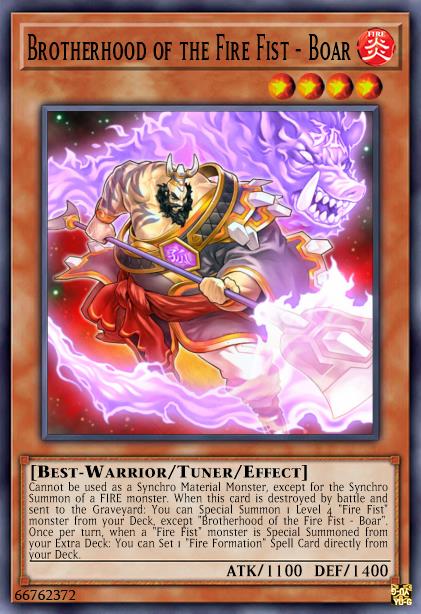 Brotherhood of the Fire Fist - Boar
FIRE
炎
[Best-Warrior/Tuner/Effect]
Cannot be used as a Synchro Material Monster, except for the Synchro
Summon of a FIRE monster. When this card is destroyed by battle and
sent to the Graveyard: You can Special Summon 1 Level 4 "Fire Fist"
monster from your Deck, except "Brotherhood of the Fire Fist - Boar".
Once per turn, when a "Fire Fist" monster is Special Summoned from
your Extra Deck: You can Set 1 "Fire Formation" Spell Card directly from
your Deck.
ATK/1100 DEF/1400
66762372